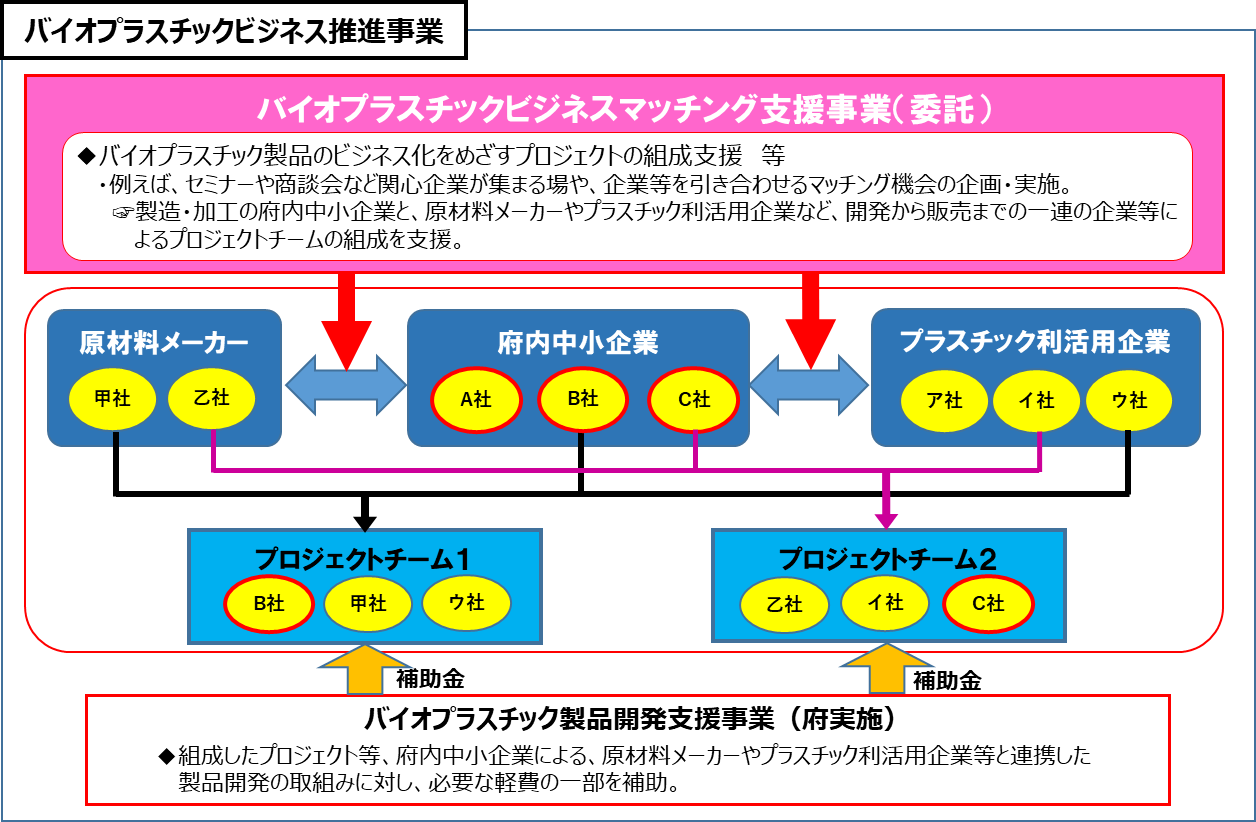 バイオプラスチックビジネス推進事業
バイオプラスチックビジネスマッチング支援事業（委託）
◆バイオプラスチック製品のビジネス化をめざすプロジェクトの組成支援　等
・例えば、セミナーや商談会など関心企業が集まる場や、企業等を引き合わせるマッチング機会の企画・実施。
☞製造・加工の府内中小企業と、原材料メーカーやプラスチック利活用企業など、開発から販売までの一連の企業等に
よるプロジェクトチームの組成を支援。
原材料メーカー
甲社
乙社
府内中小企業
A社
B社
C社
プラスチック利活用企業
ア社
イ社
ウ社
プロジェクトチーム１
B社
甲社
ウ社
プロジェクトチーム２
乙社
イ社
C社
補助金
補助金
バイオプラスチック製品開発支援事業（府実施）
◆組成したプロジェクト等、府内中小企業による、原材料メーカーやプラスチック利活用企業等と連携した
製品開発の取組みに対し、必要な軽費の一部を補助。